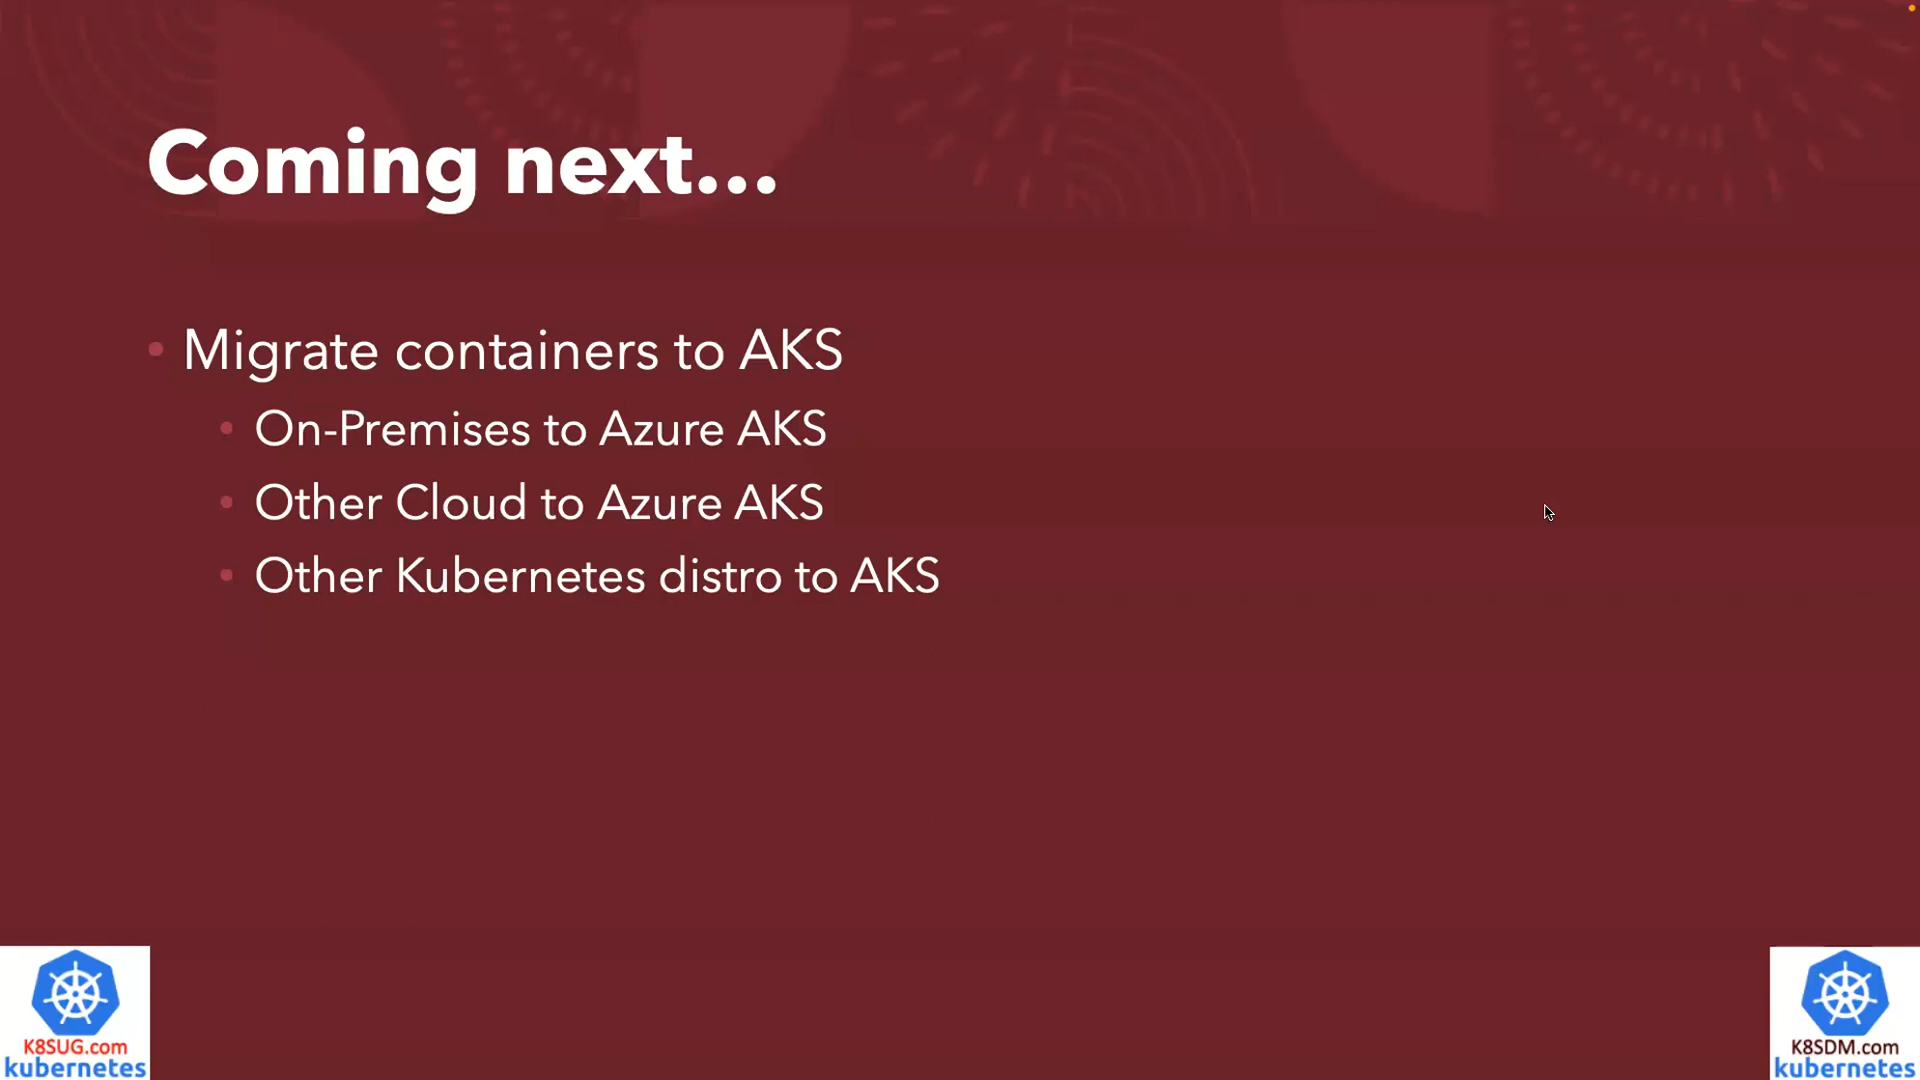 Coming next...
Migrate containers to AKS
On-Premises to Azure AKS
Other Cloud to Azure AKS
Other Kubernetes distro to AKS
K8SUG.com
kubernetes
K8SDM.com
kubernetes